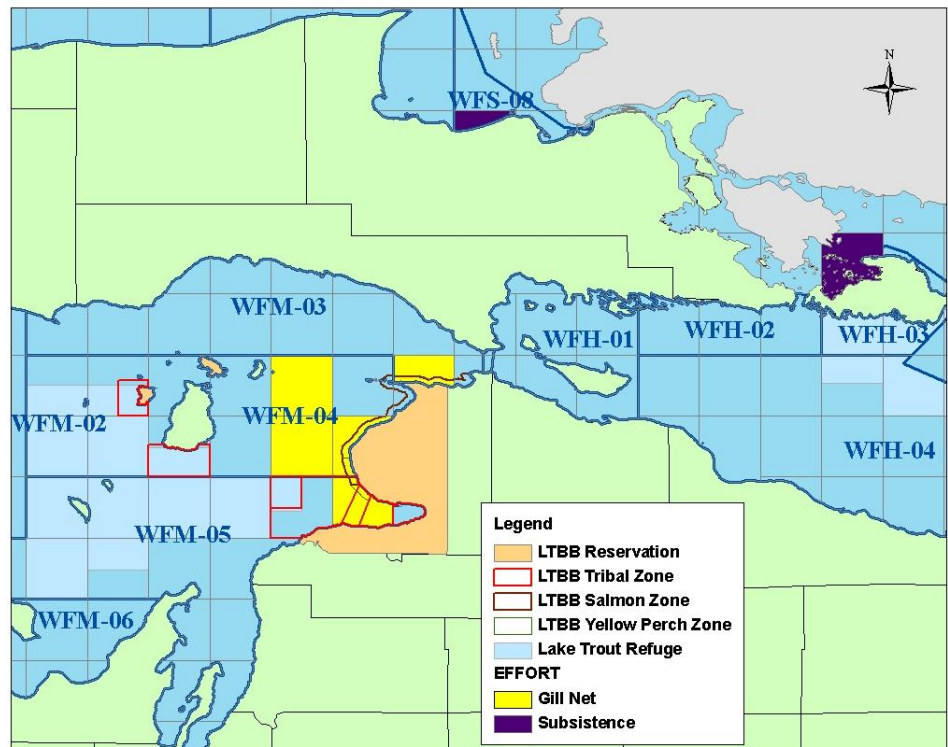 N
WFS-08
WFM-03
WFH-01
WFH-02
WFH-03
WFM-02
WFM-04
WFH-04
WFM-05
WFM-06
Legend
LTBB Reservation
LTBB Tribal Zone
LTBB Salmon Zone
LTBB Yellow Perch Zone
Lake Trout Refuge
EFFORT
Gill Net
Subsistence